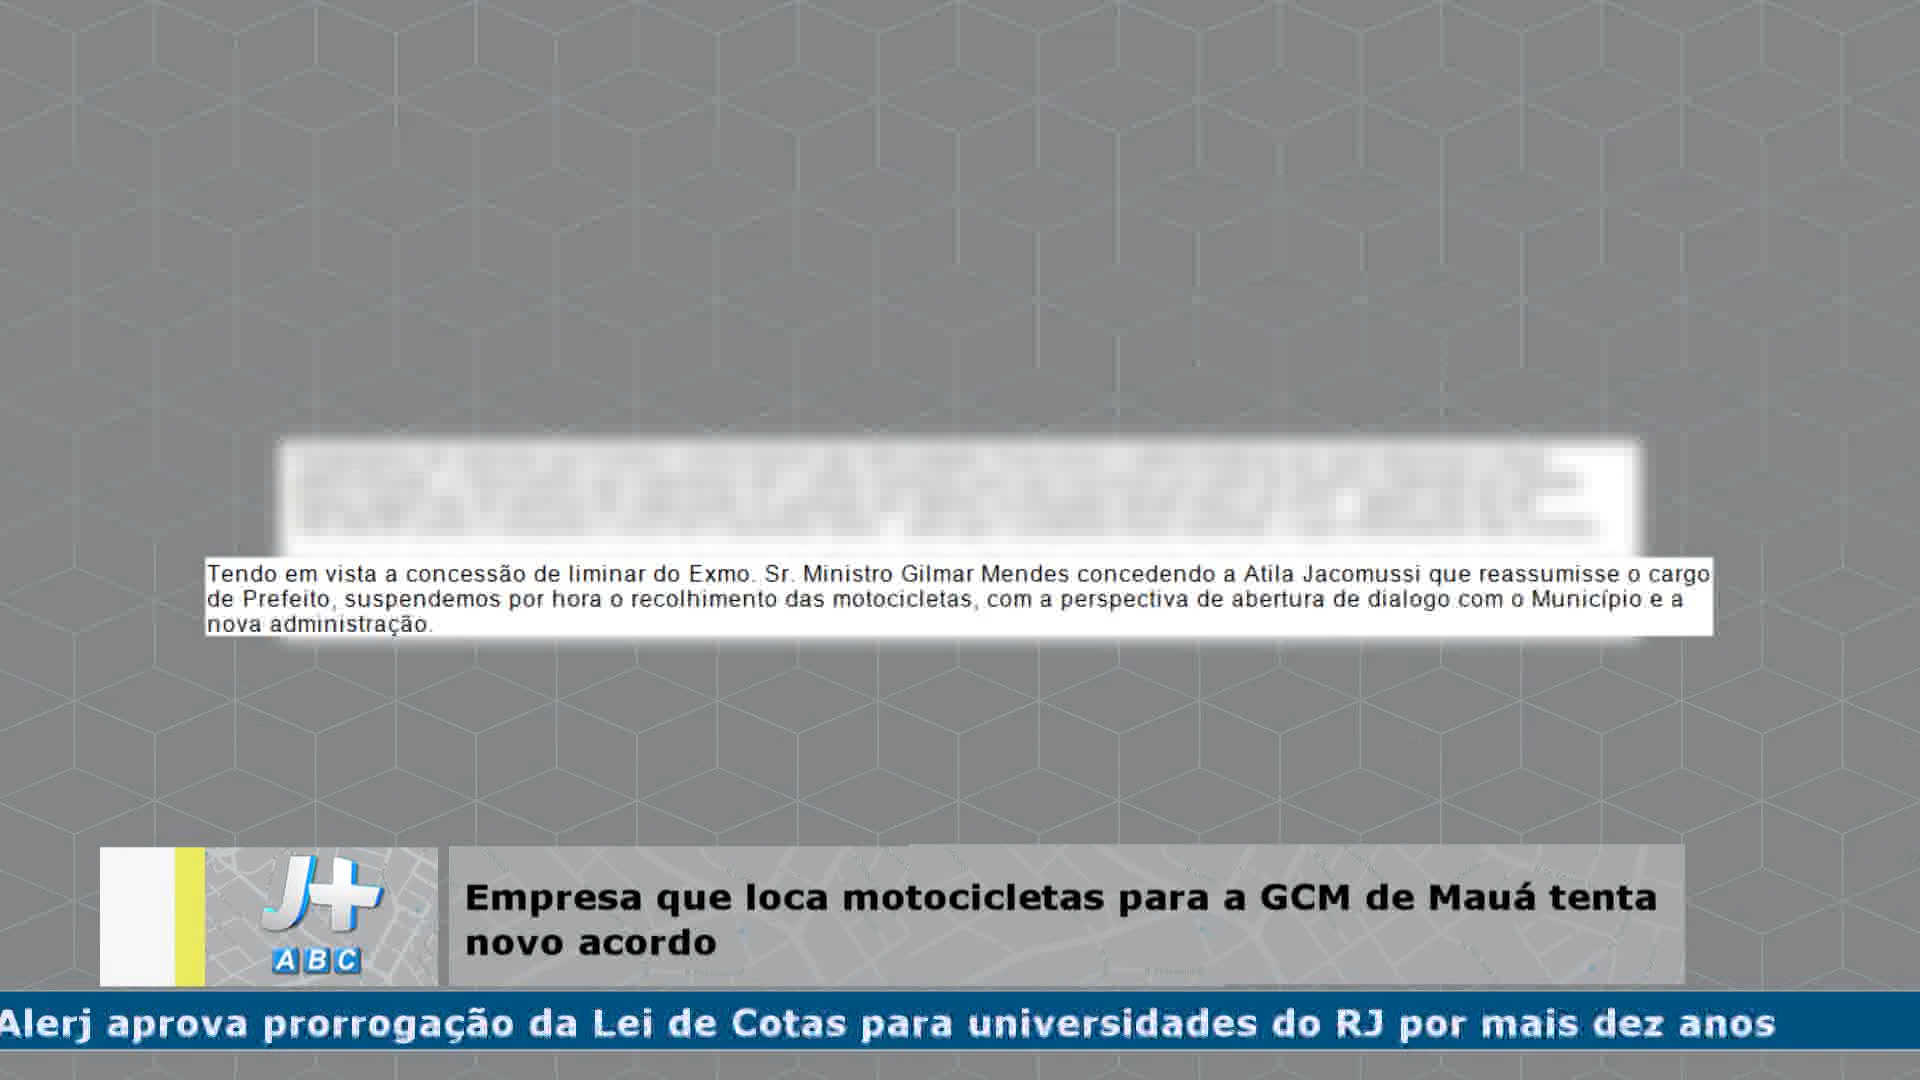 Tendo em vista a concessão de liminar do Exmo. Sr. Ministro Gilmar Mendes concedendo a Atila Jacomussi que reassumisse o cargo
de Prefeito, suspendemos por hora o recolhimento das motocicletas, com a perspectiva de abertura de dialogo com o Município e a
nova administração.
J+
ABC
Empresa que loca motocicletas para a GCM de Mauá tenta
novo acordo
Alerj aprova prorrogação da Lei de Cotas para universidades do RJ por mais dez anos